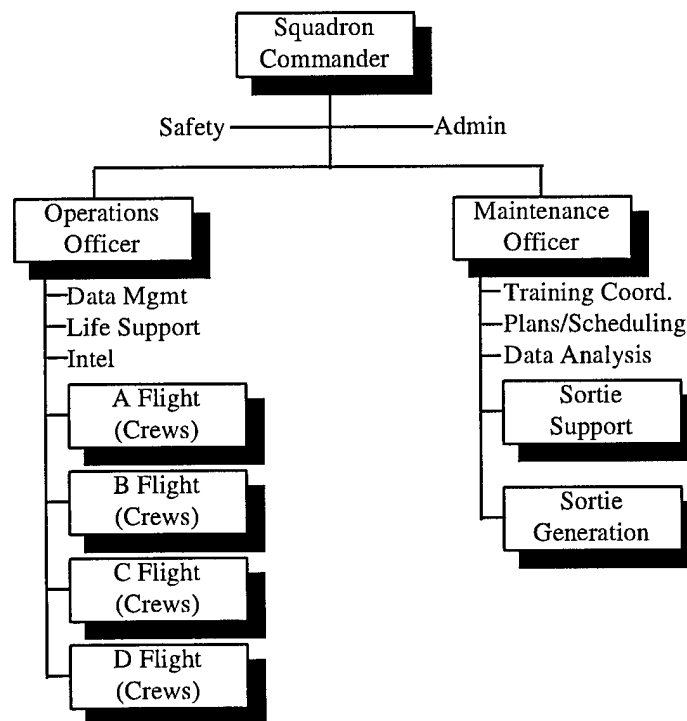 Squadron
Commander
Safety
Admin
Operations
Officer
Data Mgmt
Life Support
Intel
A Flight
(Crews)
B Flight
(Crews)
C Flight
(Crews)
D Flight
(Crews)
Maintenance
Officer
Training Coord.
Plans/Scheduling
Data Analysis
Sortie
Support
Sortie
Generation